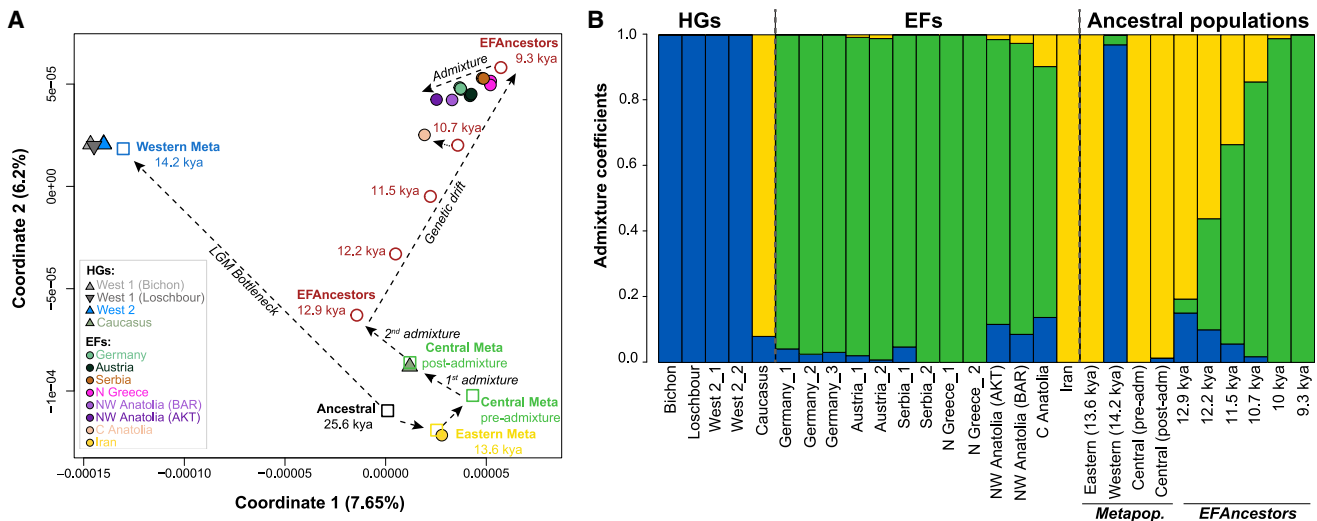 A
Coordinate 2 (6.2%)
5e−05
0e+00
−5e−05
−1e−04
−0.00015
−0.00010
−0.00005
0.00000
0.00005
Coordinate 1 (7.65%)
EFAncestors
9.3 kya
Admixture
10.7 kya
11.5 kya
Genetic drift
12.2 kya
EFAncestors
12.9 kya
Western Meta
14.2 kya
LGM Bottleneck
2nd admixture
Central Meta
post-admixture
1st admixture
Central Meta
pre-admixture
Ancestral
25.6 kya
Eastern Meta
13.6 kya
HGs:
West 1 (Bichon)
West 1 (Loschbour)
West 2
Caucasus
EFs:
Germany
Austria
Serbia
N Greece
NW Anatolia (BAR)
NW Anatolia (AKT)
C Anatolia
Iran
B
HGs
EFs
Ancestral populations
Admixture coefficients
1.0
0.8
0.6
0.4
0.2
0.0
Bichon
Loschbour
West 2_1
West 2_2
Caucasus
Germany_1
Germany_2
Germany_3
Austria_1
Austria_2
Serbia_1
Serbia_2
N Greece_1
N Greece_2
NW Anatolia (AKT)
NW Anatolia (BAR)
C Anatolia
Iran
Eastern (13.6 kya)
Western (14.2 kya)
Central (pre-adm)
Central (post-adm)
12.9 kya
12.2 kya
11.5 kya
10.7 kya
10 kya
9.3 kya
Metapop.
EFAncestors